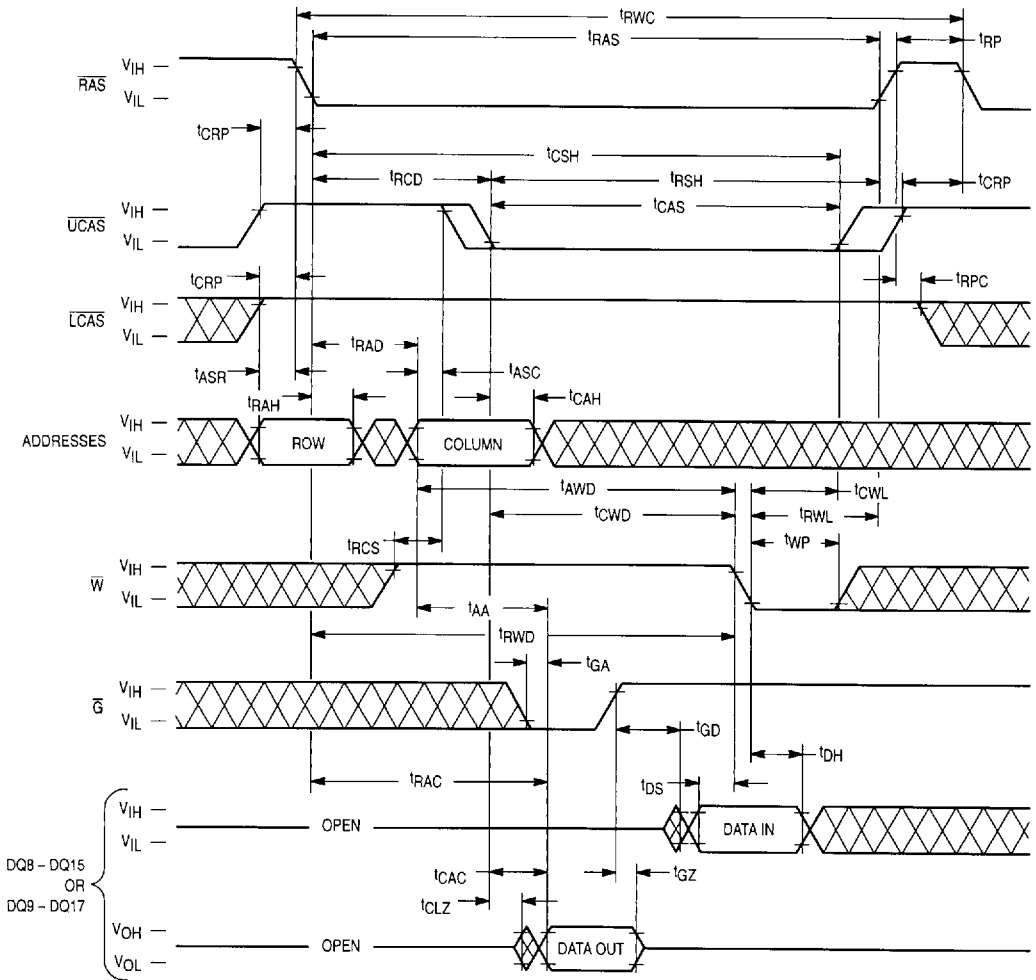 tRWC
tRAS
tRP
RAS
VIH
VIL
tCRP
tCSH
tRCD
tRSH
tCRP
tCAS
UCAS
VIH
VIL
tCRP
tRPC
LCAS
VIH
VIL
tRAD
tASR
tASC
tRAH
tCAH
ADDRESSES
VIH
VIL
ROW
COLUMN
tAWD
tCWL
tCWD
tRWL
tRCS
tWP
W
VIH
VIL
tAA
tRWD
tGA
G
VIH
VIL
tGD
tRAC
tDH
tDS
VIH
VIL
OPEN
DATA IN
DQ8 – DQ15
OR
DQ9 – DQ17
tCAC
tGZ
tCLZ
VOH
VOL
OPEN
DATA OUT